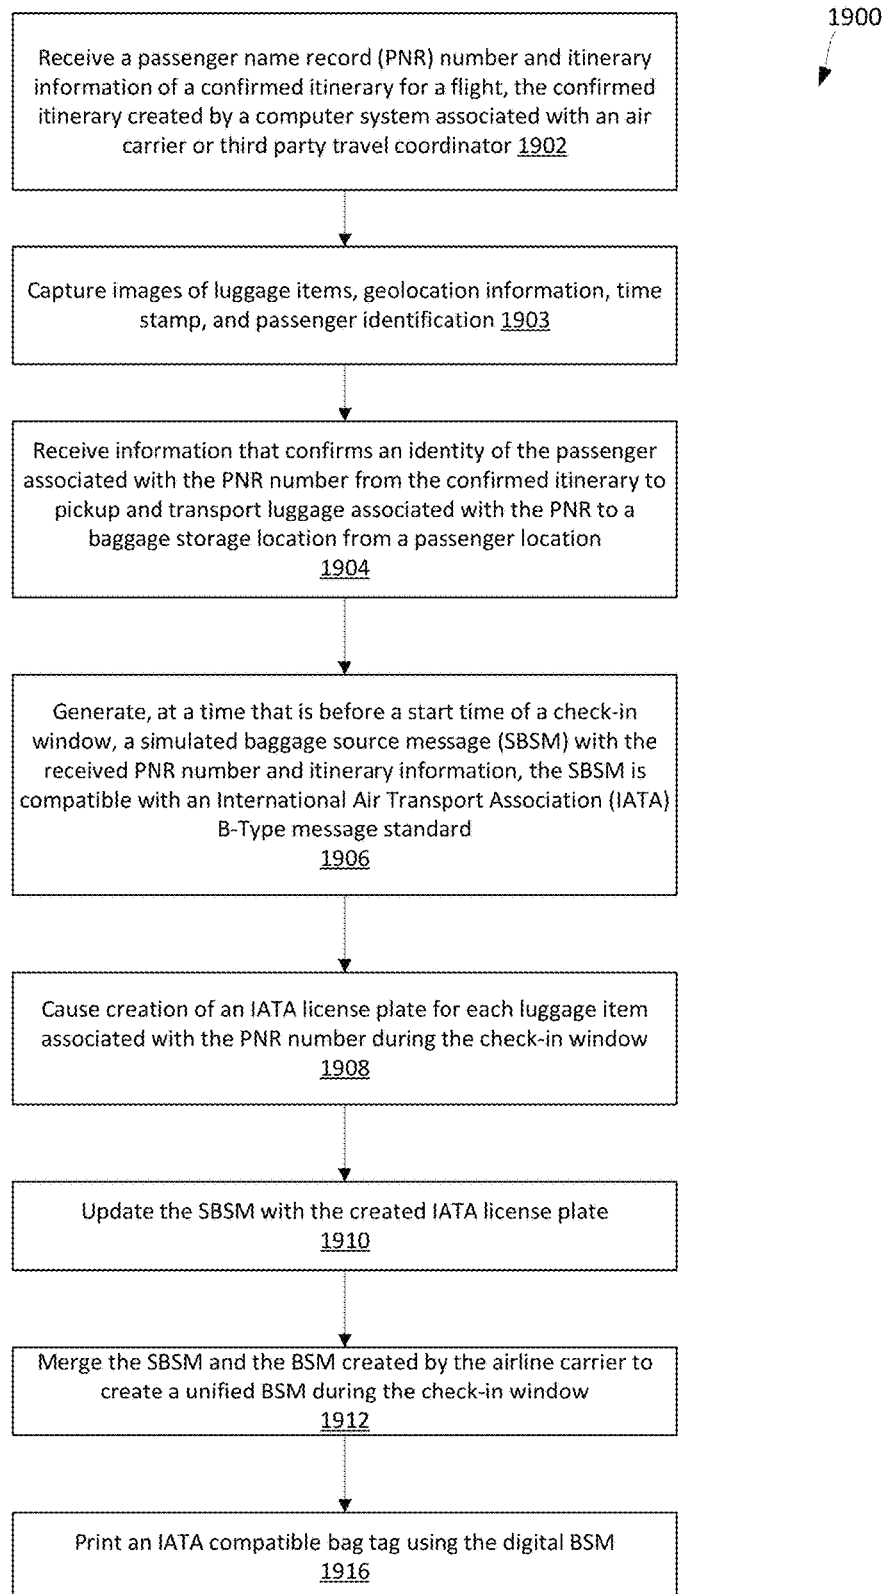 1900
Receive a passenger name record (PNR) number and itinerary
information of a confirmed itinerary for a flight, the confirmed
itinerary created by a computer system associated with an air
carrier or third party travel coordinator 1902
Capture images of luggage items, geolocation information, time
stamp, and passenger identification 1903
Receive information that confirms an identity of the passenger
associated with the PNR number from the confirmed itinerary to
pickup and transport luggage associated with the PNR to a
baggage storage location from a passenger location
1904
Generate, at a time that is before a start time of a check-in
window, a simulated baggage source message (SBSM) with the
received PNR number and itinerary information, the SBSM is
compatible with an International Air Transport Association (IATA)
B-Type message standard
1906
Cause creation of an IATA license plate for each luggage item
associated with the PNR number during the check-in window
1908
Update the SBSM with the created IATA license plate
1910
Merge the SBSM and the BSM created by the airline carrier to
create a unified BSM during the check-in window
1912
Print an IATA compatible bag tag using the digital BSM
1916